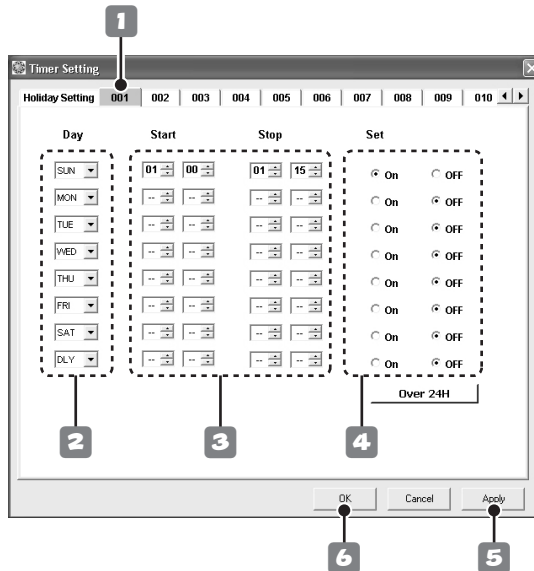 1
Timer Setting
Holiday Setting 001 002 003 004 005 006 007 008 009 010
Day Start Stop Set
SUN 01 00 01 15 On OFF
MON -- -- -- -- On OFF
TUE -- -- -- -- On OFF
WED -- -- -- -- On OFF
THU -- -- -- -- On OFF
FRI -- -- -- -- On OFF
SAT -- -- -- -- On OFF
DLY -- -- -- -- On OFF
Over 24H
2 3 4
OK Cancel Apply
6 5